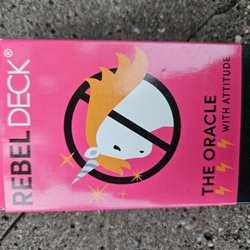 REBEL DECK®
THE ORACLE
WITH ATTITUDE